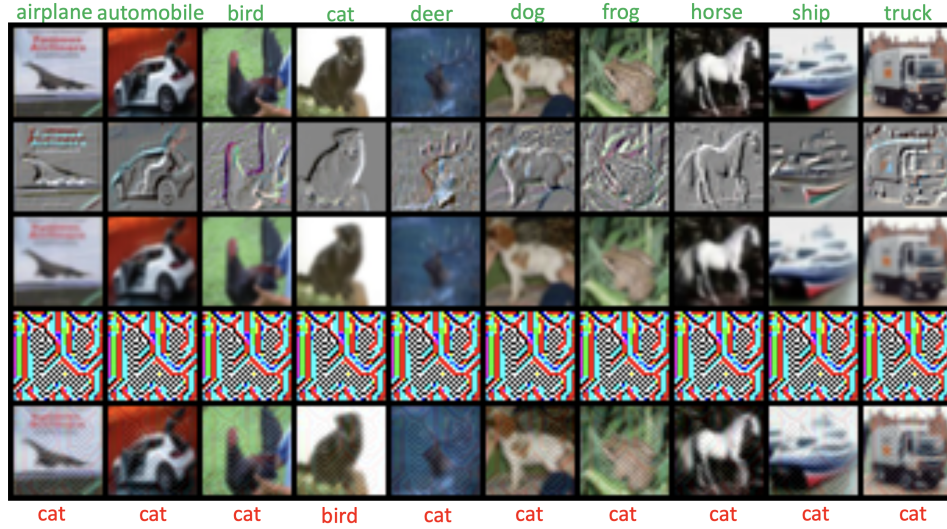 airplane automobile bird cat deer dog frog horse ship truck
cat cat cat bird cat cat cat cat cat cat